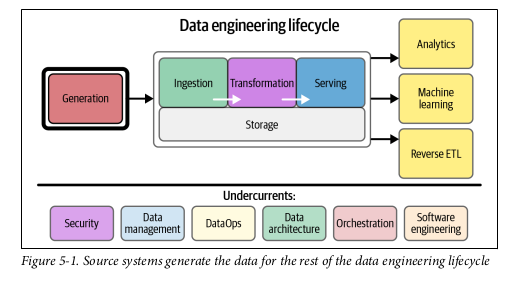 Data engineering lifecycle
Generation
Ingestion
Transformation
Serving
Storage
Analytics
Machine
learning
Reverse ETL
Undercurrents:
Security
Data
management
DataOps
Data
architecture
Orchestration
Software
engineering
Figure 5-1. Source systems generate the data for the rest of the data engineering lifecycle